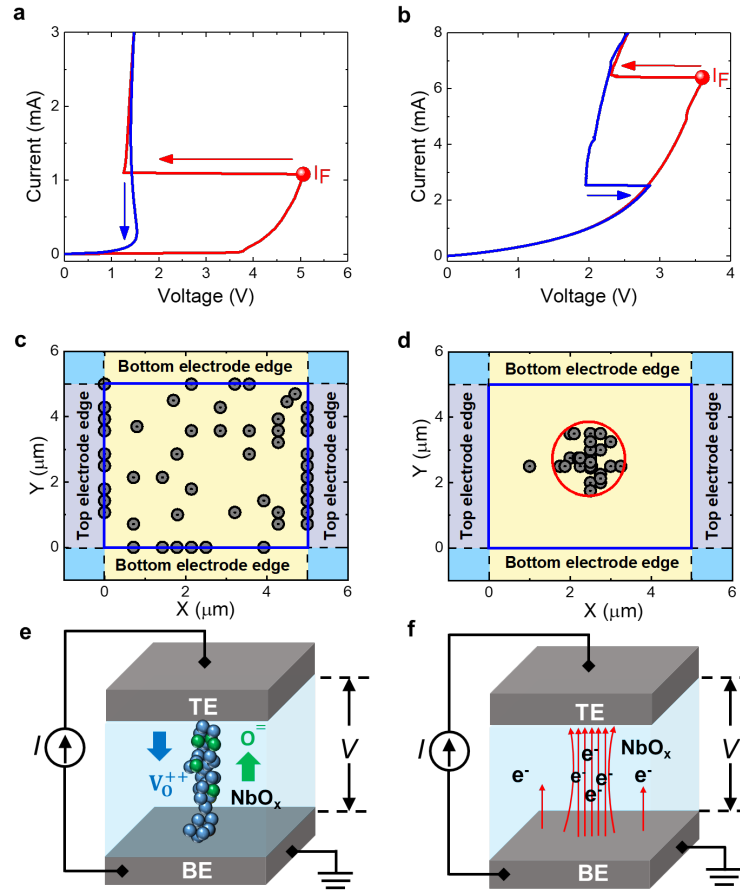 a
b
Current (mA)
3
2
1
0
0 1 2 3 4 5 6
Voltage (V)
I_F
Current (mA)
8
6
4
2
0
0 1 2 3 4
Voltage (V)
I_F
c
d
Y (μm)
6
4
2
0
0 2 4 6
X (μm)
Bottom electrode edge
Top electrode edge
Top electrode edge
Bottom electrode edge
Y (μm)
6
4
2
0
0 2 4 6
X (μm)
Bottom electrode edge
Top electrode edge
Top electrode edge
Bottom electrode edge
e
f
TE
I
V
V_O^{++}
O^=
NbO_x
BE
TE
I
V
NbO_x
e^-
e^-
e^-
e^-
e^-
e^-
BE